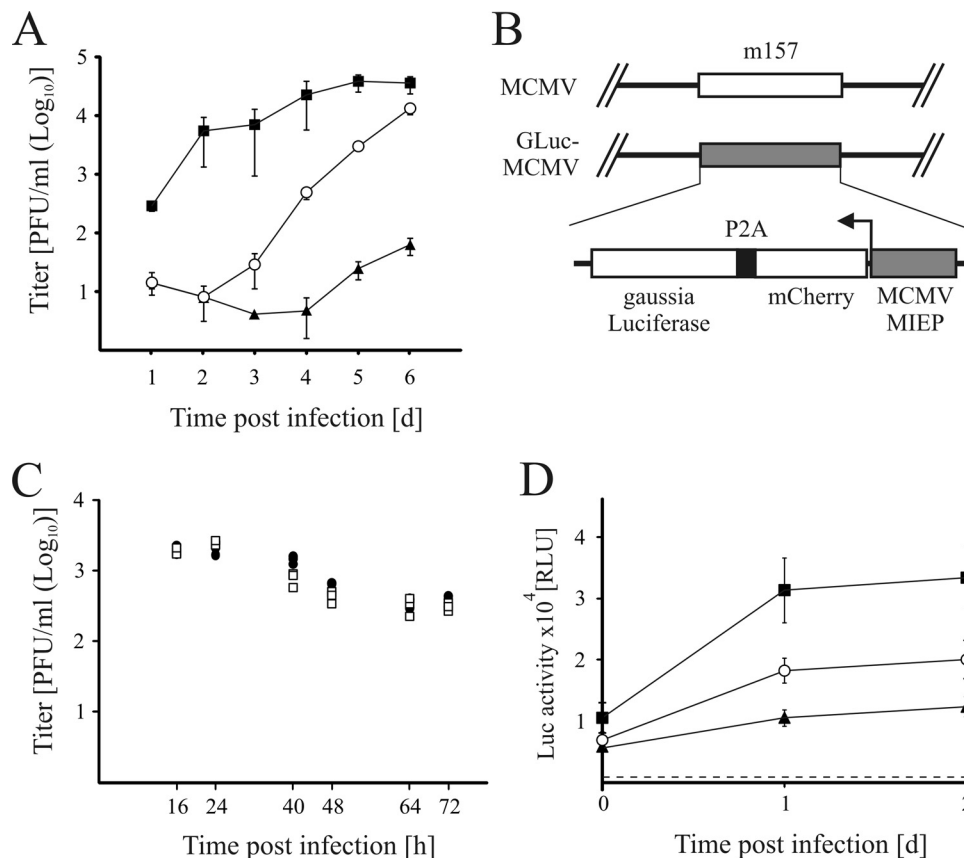 A
Titer [PFU/ml (Log10)]
5
4
3
2
1
1 2 3 4 5 6
Time post infection [d]
B
m157
MCMV
GLuc-
MCMV
P2A
gaussia
Luciferase
mCherry
MCMV
MIEP
C
Titer [PFU/ml (Log10)]
4
3
2
1
16 24 40 48 64 72
Time post infection [h]
D
Luc activity x10^4 [RLU]
4
3
2
1
0 1 2
Time post infection [d]